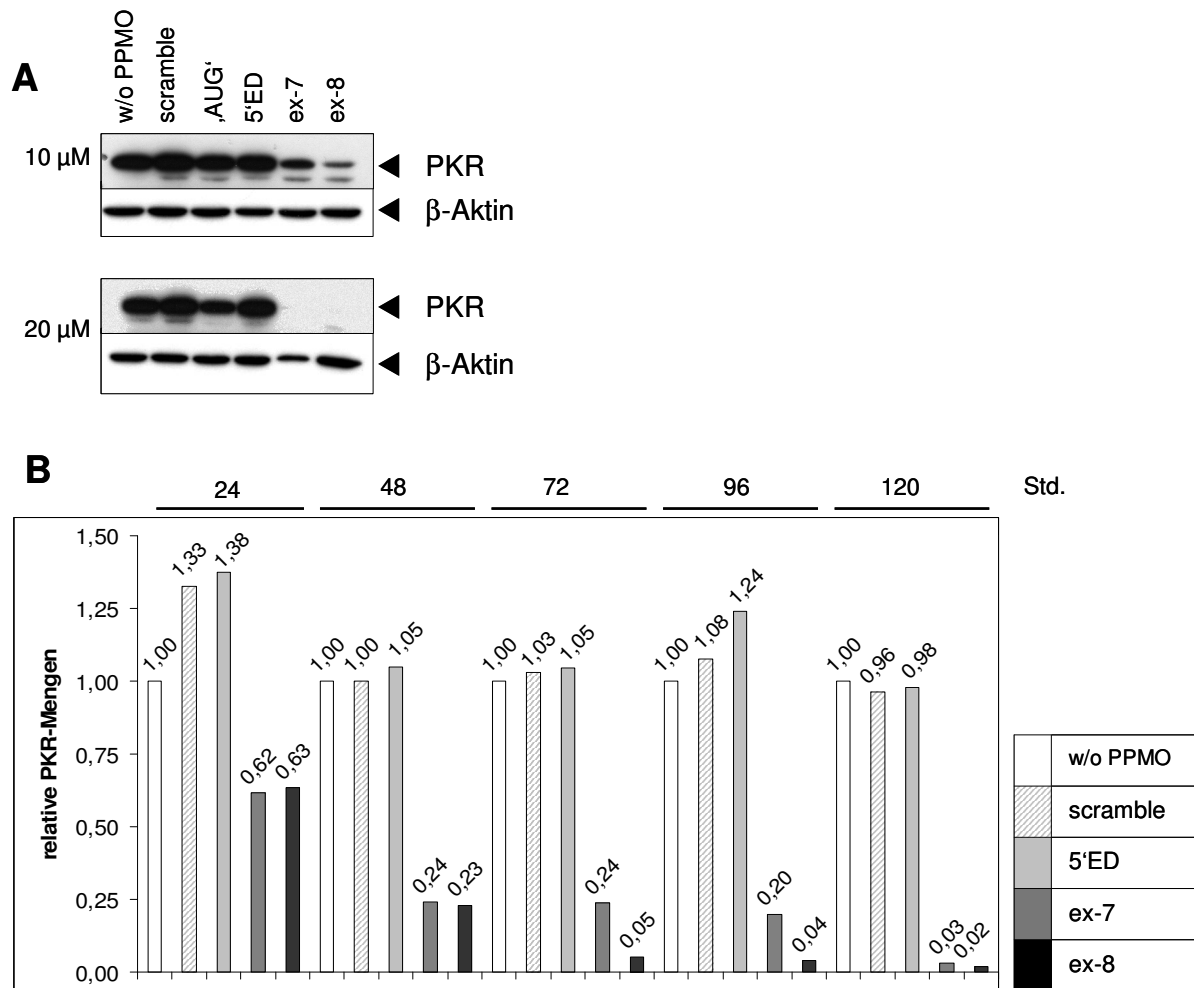 A
w/o PPMO
scramble
‚AUG‘
5‘ED
ex-7
ex-8
10 µM
PKR
β-Aktin
20 µM
PKR
β-Aktin
B
24 48 72 96 120 Std.
relative PKR-Mengen
1,50
1,25
1,00
0,75
0,50
0,25
0,00
1,00 1,33 1,38 0,62 0,63
1,00 1,00 1,05 0,24 0,23
1,00 1,03 1,05 0,24 0,05
1,00 1,08 1,24 0,20 0,04
1,00 0,96 0,98 0,03 0,02
w/o PPMO
scramble
5‘ED
ex-7
ex-8